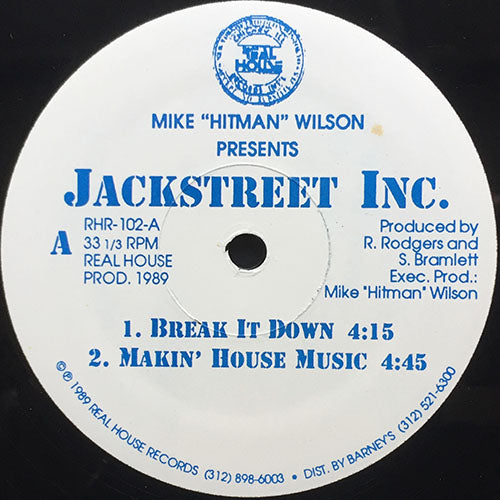 REAL
HOUSE
MIKE "HITMAN" WILSON
PRESENTS
JACKSTREET INC.
RHR-102-A
A 33 1/3 RPM
REAL HOUSE
PROD. 1989
Produced by
R. Rodgers and
S. Bramlett
Exec. Prod.:
Mike "Hitman" Wilson
1. BREAK IT DOWN 4:15
2. MAKIN' HOUSE MUSIC 4:45
©℗ 1989 REAL HOUSE RECORDS (312) 898-6003 • DIST. BY BARNEY'S (312) 521-6300